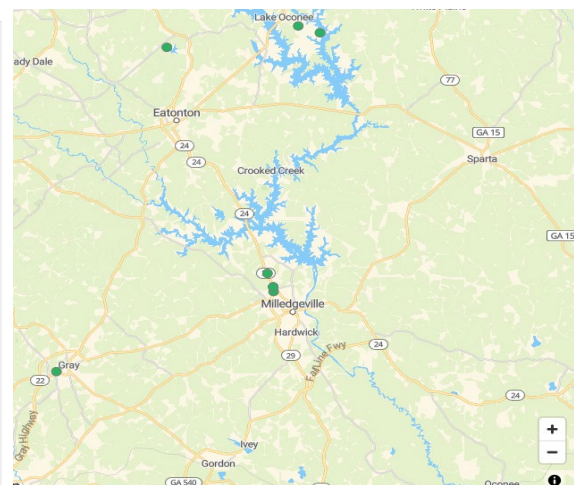 Lake Oconee
ady Dale
77
Eatonton
GA 15
24
Sparta
24
Crooked Creek
24
GA 15
Milledgeville
Hardwick
Fall Line Fwy
24
29
Gray
22
24
Gray Highway
+
Ivey
−
Gordon
GA 540
Oconee
i